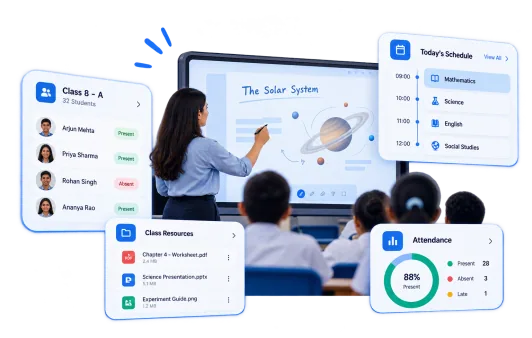 Class 8 - A
32 Students
Arjun Mehta
Present
Priya Sharma
Present
Rohan Singh
Absent
Ananya Rao
Present
The Solar System
Today's Schedule
View All
09:00
Mathematics
10:00
Science
11:00
English
12:00
Social Studies
Class Resources
Chapter 4 - Worksheet.pdf
2.4 MB
Science Presentation.pptx
5.1 MB
Experiment Guide.png
1.2 MB
Attendance
88%
Present
Present 28
Absent 3
Late 1